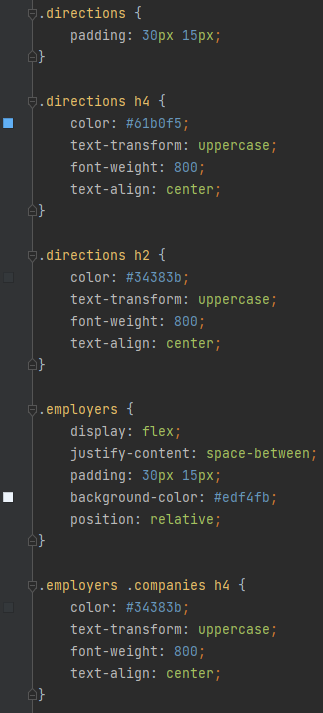 .directions {
    padding: 30px 15px;
}

.directions h4 {
    color: #61b0f5;
    text-transform: uppercase;
    font-weight: 800;
    text-align: center;
}

.directions h2 {
    color: #34383b;
    text-transform: uppercase;
    font-weight: 800;
    text-align: center;
}

.employers {
    display: flex;
    justify-content: space-between;
    padding: 30px 15px;
    background-color: #edf4fb;
    position: relative;
}

.employers .companies h4 {
    color: #34383b;
    text-transform: uppercase;
    font-weight: 800;
    text-align: center;
}